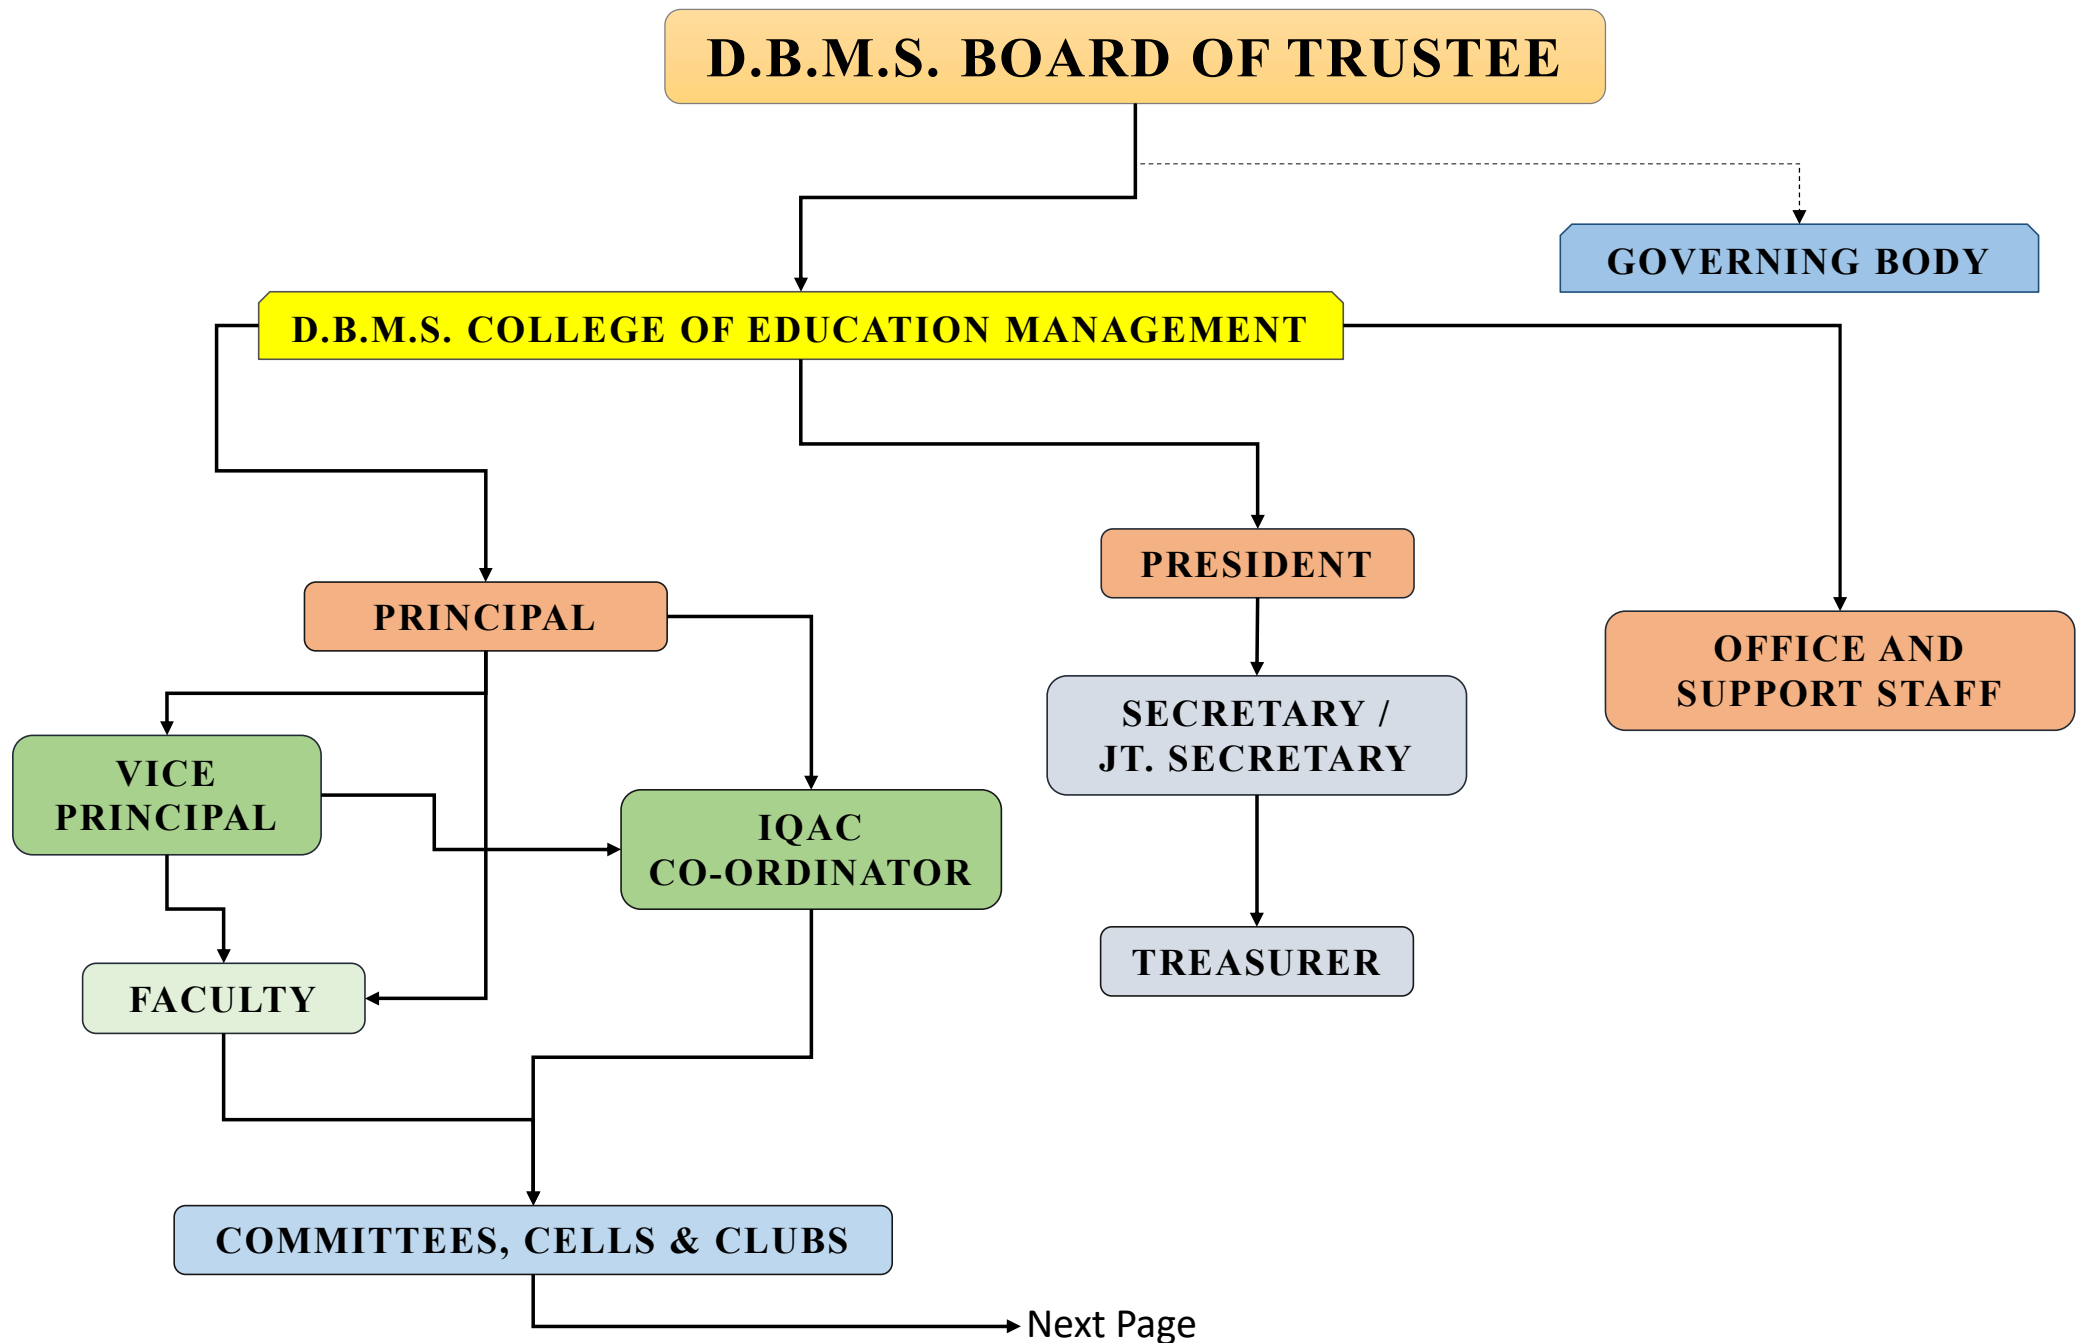 D.B.M.S. BOARD OF TRUSTEE
GOVERNING BODY
D.B.M.S. COLLEGE OF EDUCATION MANAGEMENT
PRESIDENT
PRINCIPAL
OFFICE AND
SUPPORT STAFF
SECRETARY /
JT. SECRETARY
VICE
PRINCIPAL
IQAC
CO-ORDINATOR
TREASURER
FACULTY
COMMITTEES, CELLS & CLUBS
Next Page